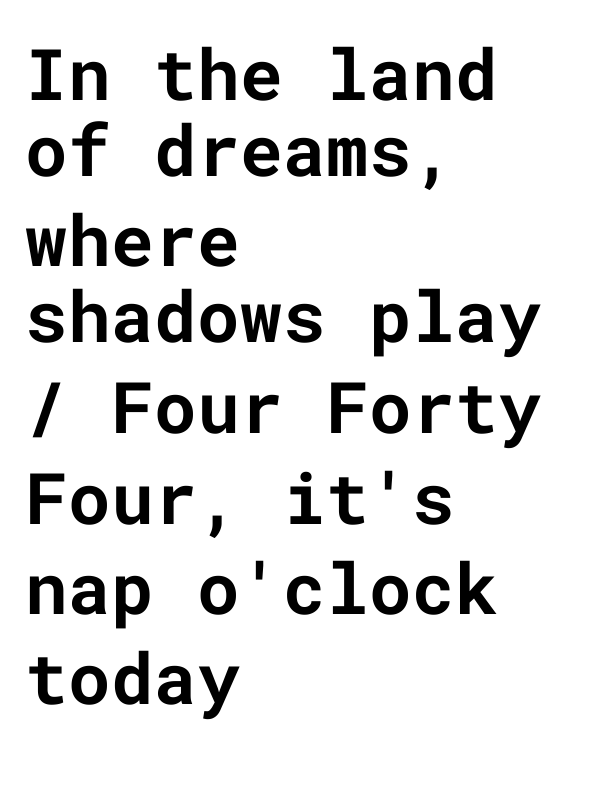 In the land
of dreams,
where
shadows play
/ Four Forty
Four, it's
nap o'clock
today